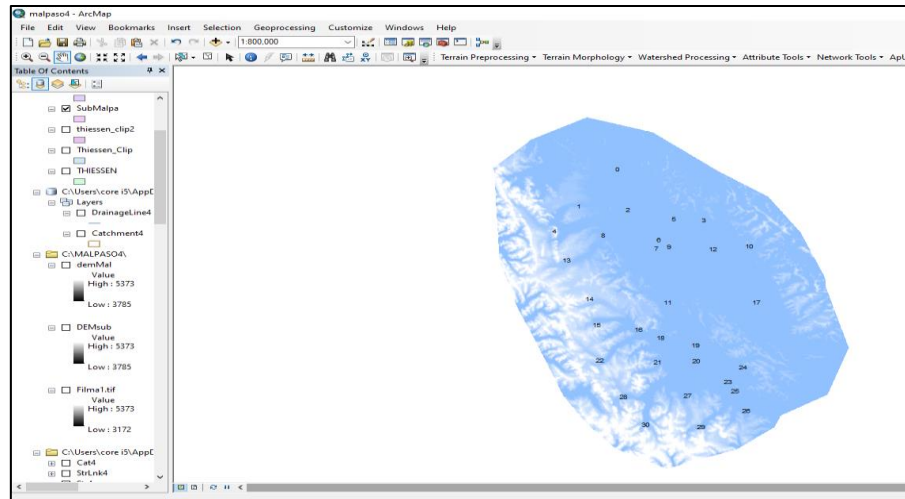 malpaso4 - ArcMap
File Edit View Bookmarks Insert Selection Geoprocessing Customize Windows Help
1:800.000
Terrain Preprocessing Terrain Morphology Watershed Processing Attribute Tools Network Tools ApU
Table Of Contents
SubMalpa
thiessen_clip2
Thiessen_Clip
THIESSEN
C:\Users\core i5\AppD
Layers
DrainageLine4
Catchment4
C:\MALPASO4\
demMal
Value
High : 5373
Low : 3785
DEMsub
Value
High : 5373
Low : 3785
Filma1.tif
Value
High : 5373
Low : 3172
C:\Users\core i5\AppD
Cat4
StrLnk4
0
1
2
5
3
4
8
6
7
9
12
10
13
14
11
17
15
16
18
19
22
21
20
24
23
25
28
27
26
30
29